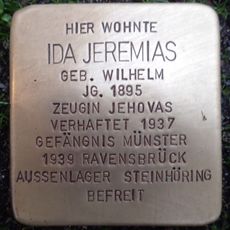 HIER WOHNTE
IDA JEREMIAS
GEB. WILHELM
JG. 1895
ZEUGIN JEHOVAS
VERHAFTET 1937
GEFÄNGNIS MÜNSTER
1939 RAVENSBRÜCK
AUSSENLAGER STEINHÖRING
BEFREIT